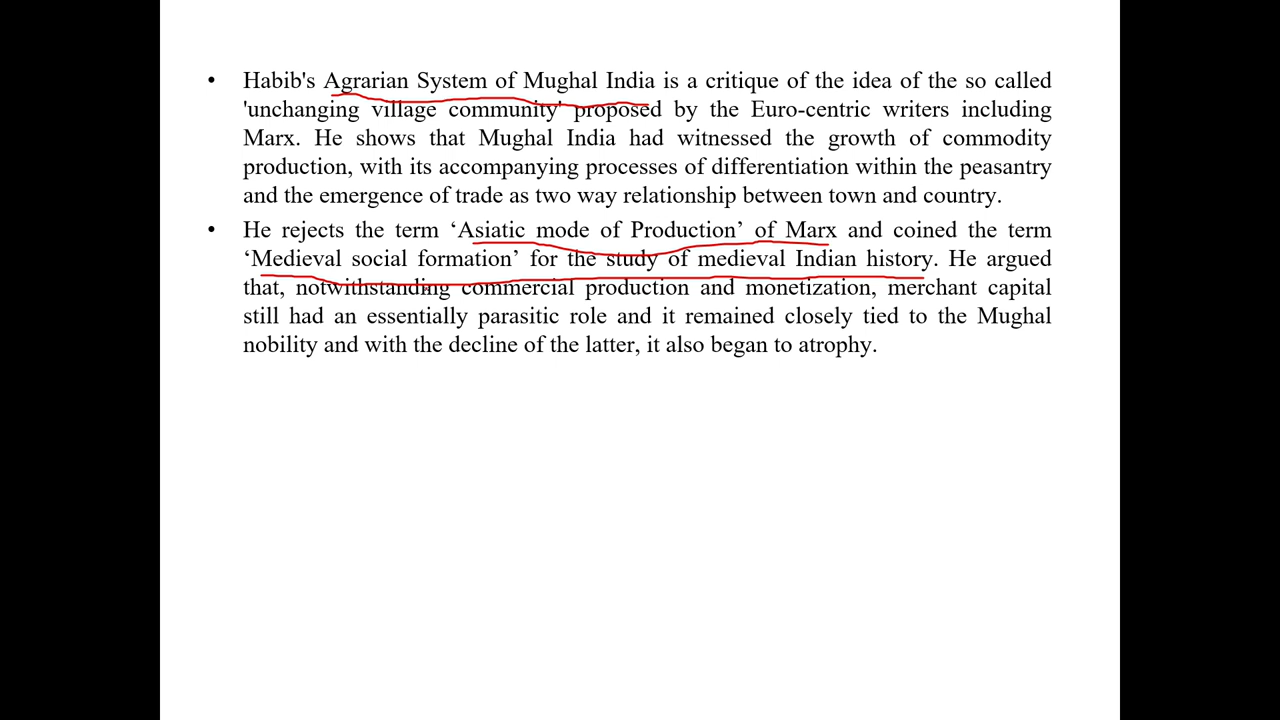 • Habib's Agrarian System of Mughal India is a critique of the idea of the so called
'unchanging village community' proposed by the Euro-centric writers including
Marx. He shows that Mughal India had witnessed the growth of commodity
production, with its accompanying processes of differentiation within the peasantry
and the emergence of trade as two way relationship between town and country.
• He rejects the term ‘Asiatic mode of Production’ of Marx and coined the term
‘Medieval social formation’ for the study of medieval Indian history. He argued
that, notwithstanding commercial production and monetization, merchant capital
still had an essentially parasitic role and it remained closely tied to the Mughal
nobility and with the decline of the latter, it also began to atrophy.